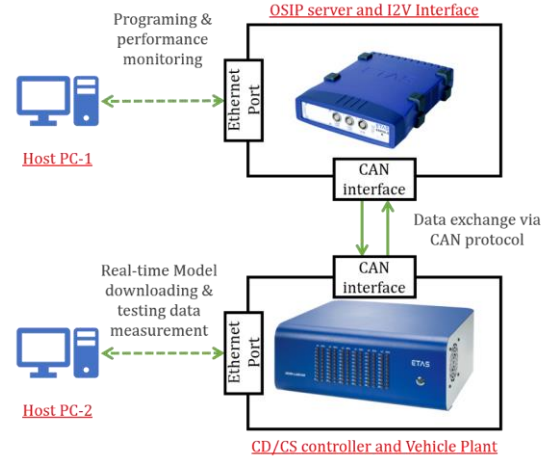 OSIP server and I2V Interface
Programing &
performance
monitoring
Ethernet
Port
ETAS
Host PC-1
CAN
interface
Data exchange via
CAN protocol
CAN
interface
Real-time Model
downloading &
testing data
measurement
Ethernet
Port
ETAS
Host PC-2
CD/CS controller and Vehicle Plant